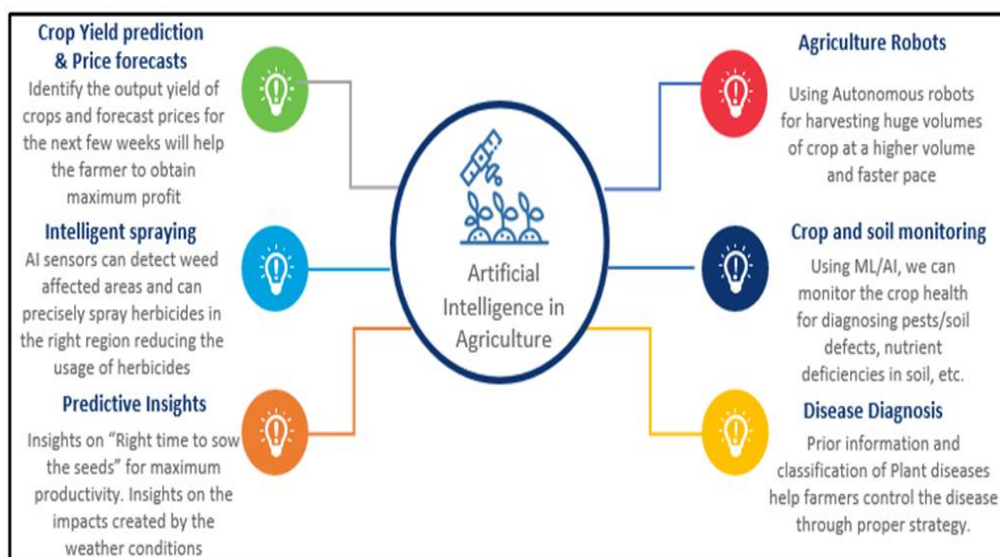 Crop Yield prediction
& Price forecasts
Identify the output yield of
crops and forecast prices for
the next few weeks will help
the farmer to obtain
maximum profit
Intelligent spraying
AI sensors can detect weed
affected areas and can
precisely spray herbicides in
the right region reducing the
usage of herbicides
Predictive Insights
Insights on “Right time to sow
the seeds” for maximum
productivity. Insights on the
impacts created by the
weather conditions
Artificial
Intelligence in
Agriculture
Agriculture Robots
Using Autonomous robots
for harvesting huge volumes
of crop at a higher volume
and faster pace
Crop and soil monitoring
Using ML/AI, we can
monitor the crop health
for diagnosing pests/soil
defects, nutrient
deficiencies in soil, etc.
Disease Diagnosis
Prior information and
classification of Plant diseases
help farmers control the disease
through proper strategy.